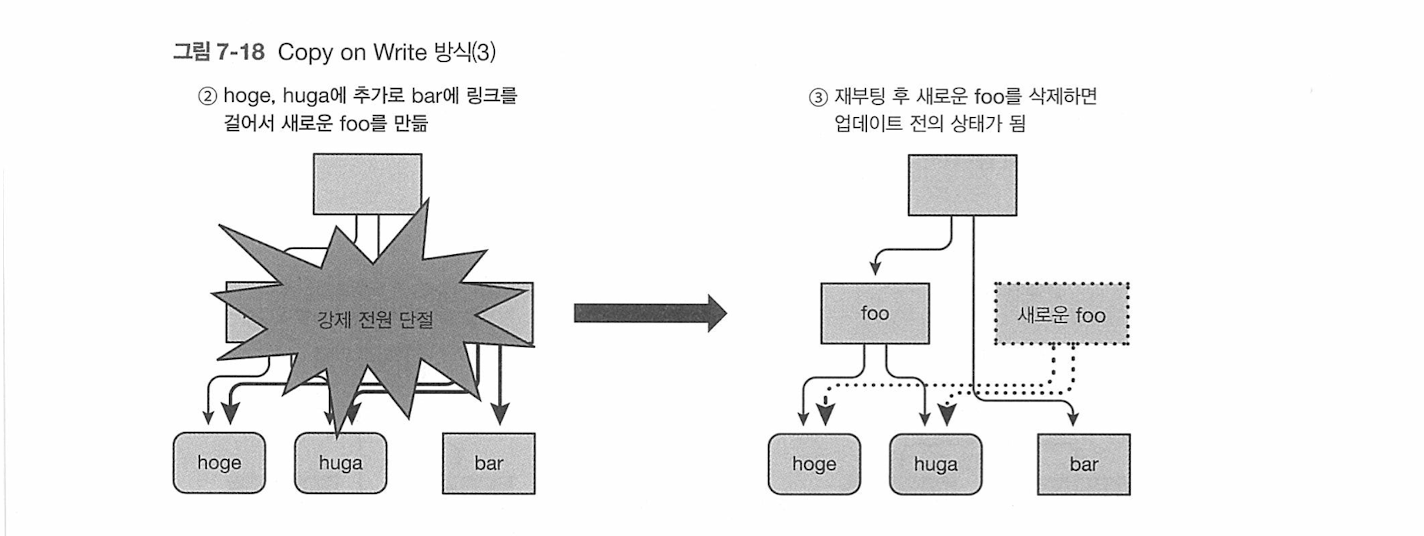 그림 7-18 Copy on Write 방식(3)
② hoge, huga에 추가로 bar에 링크를
걸어서 새로운 foo를 만듦
강제 전원 단절
hoge
huga
bar
③ 재부팅 후 새로운 foo를 삭제하면
업데이트 전의 상태가 됨
foo
새로운 foo
hoge
huga
bar